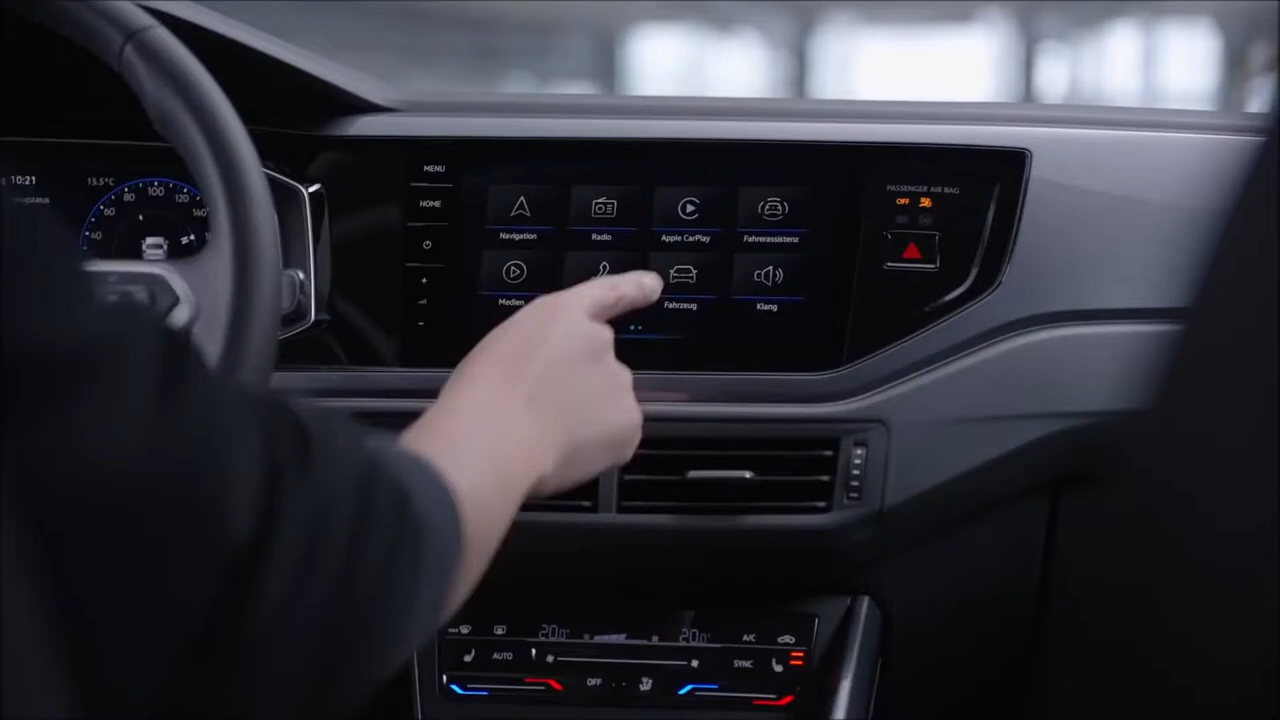 10:21
15.5°C
40
60
80
100
120
140
MENU
HOME
+
-
Navigation
Radio
Apple CarPlay
Fahrerassistenz
Medien
Fahrzeug
Klang
PASSENGER AIR BAG
OFF
20.0°
20.0°
A/C
AUTO
SYNC
OFF